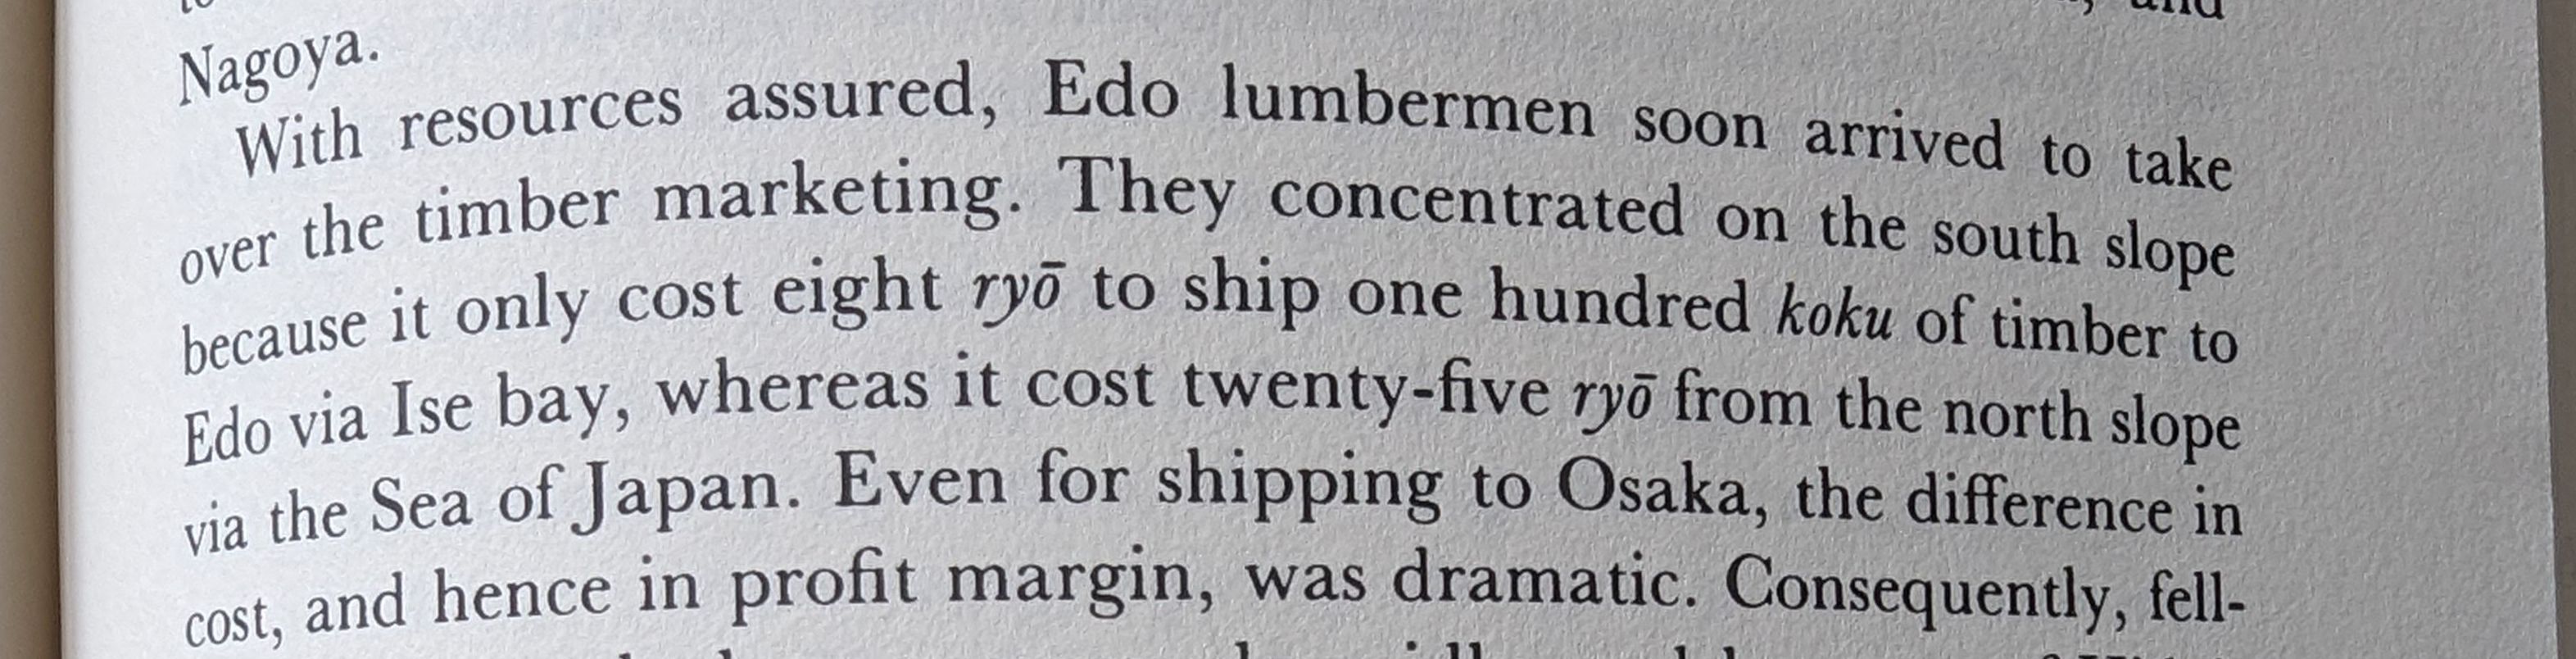 Nagoya.
With resources assured, Edo lumbermen soon arrived to take
over the timber marketing. They concentrated on the south slope
because it only cost eight ryō to ship one hundred koku of timber to
Edo via Ise bay, whereas it cost twenty-five ryō from the north slope
via the Sea of Japan. Even for shipping to Osaka, the difference in
cost, and hence in profit margin, was dramatic. Consequently, fell-